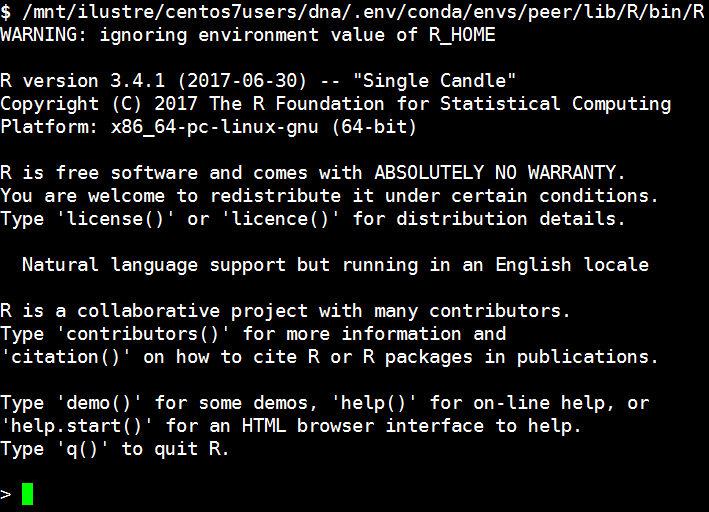 $ /mnt/ilustre/centos7users/dna/.env/conda/envs/peer/lib/R/bin/R
WARNING: ignoring environment value of R_HOME
R version 3.4.1 (2017-06-30) -- "Single Candle"
Copyright (C) 2017 The R Foundation for Statistical Computing
Platform: x86_64-pc-linux-gnu (64-bit)
R is free software and comes with ABSOLUTELY NO WARRANTY.
You are welcome to redistribute it under certain conditions.
Type 'license()' or 'licence()' for distribution details.
Natural language support but running in an English locale
R is a collaborative project with many contributors.
Type 'contributors()' for more information and
'citation()' on how to cite R or R packages in publications.
Type 'demo()' for some demos, 'help()' for on-line help, or
'help.start()' for an HTML browser interface to help.
Type 'q()' to quit R.
>